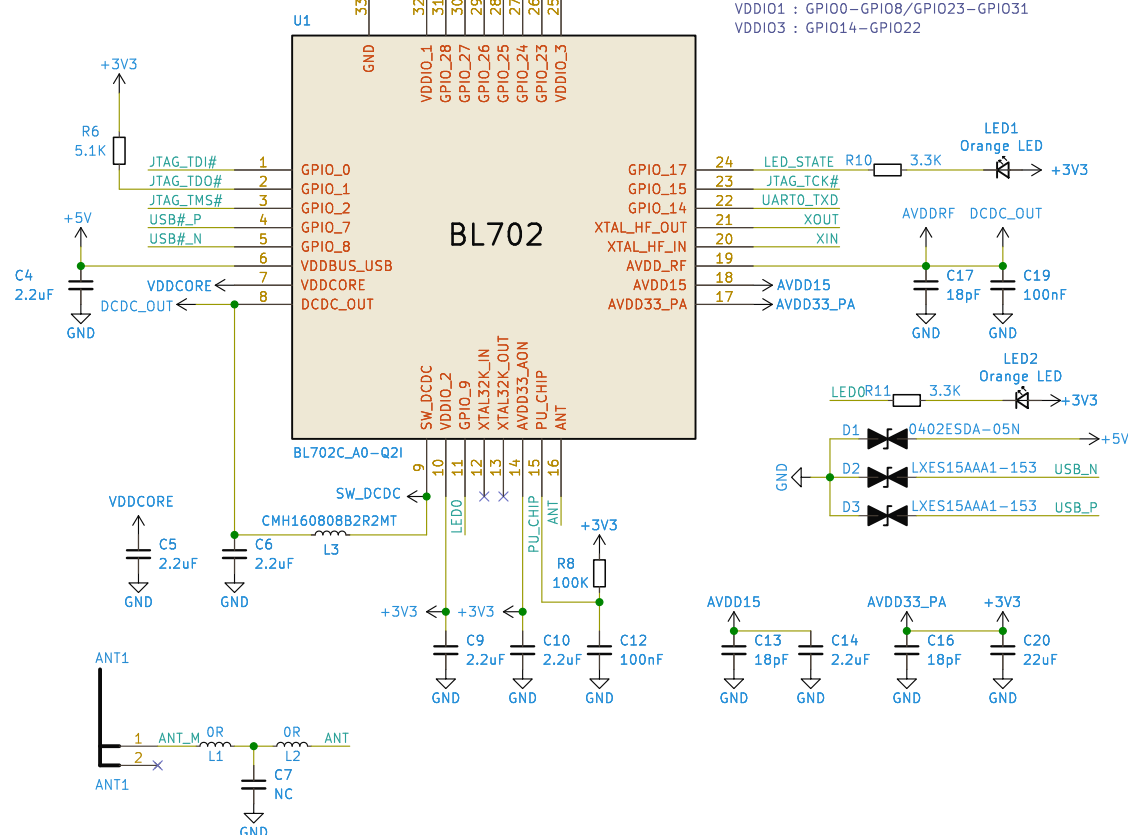 VDDIO1 : GPIO0-GPIO8/GPIO23-GPIO31
VDDIO3 : GPIO14-GPIO22
U1
33
32
31
30
29
28
27
26
25
GND
VDDIO_1
GPIO_28
GPIO_27
GPIO_26
GPIO_25
GPIO_24
GPIO_23
VDDIO_3
+3V3
R6
5.1K
JTAG_TDI# 1 GPIO_0
JTAG_TDO# 2 GPIO_1
JTAG_TMS# 3 GPIO_2
USB#_P 4 GPIO_7
USB#_N 5 GPIO_8
6 VDDBUS_USB
VDDCORE 7 VDDCORE
DCDC_OUT 8 DCDC_OUT
+5V
C4
2.2uF
GND
BL702
GPIO_17 24 LED_STATE R10 3.3K
LED1
Orange LED
+3V3
GPIO_15 23 JTAG_TCK#
GPIO_14 22 UART0_TXD
XTAL_HF_OUT 21 XOUT
XTAL_HF_IN 20 XIN
AVDD_RF 19
AVDD15 18 AVDD15
AVDD33_PA 17 AVDD33_PA
AVDDRF DCDC_OUT
C17
18pF
GND
C19
100nF
GND
SW_DCDC
VDDIO_2
GPIO_9
XTAL32K_IN
XTAL32K_OUT
AVDD33_AON
PU_CHIP
ANT
BL702C_A0-Q2I
9
10
11
12
13
14
15
16
LED2
Orange LED
LED0 R11 3.3K
+3V3
D1 0402ESDA-05N +5V
GND
D2 LXES15AAA1-153 USB_N
D3 LXES15AAA1-153 USB_P
SW_DCDC
LED0
PU_CHIP
ANT
VDDCORE
C5
2.2uF
GND
C6
2.2uF
GND
CMH160808B2R2MT
L3
+3V3
R8
100K
+3V3 +3V3
C9
2.2uF
GND
C10
2.2uF
GND
C12
100nF
GND
AVDD15
C13
18pF
GND
C14
2.2uF
GND
AVDD33_PA +3V3
C16
18pF
GND
C20
22uF
GND
ANT1
1 ANT_M 0R
L1
0R
L2
ANT
2
ANT1
C7
NC
GND